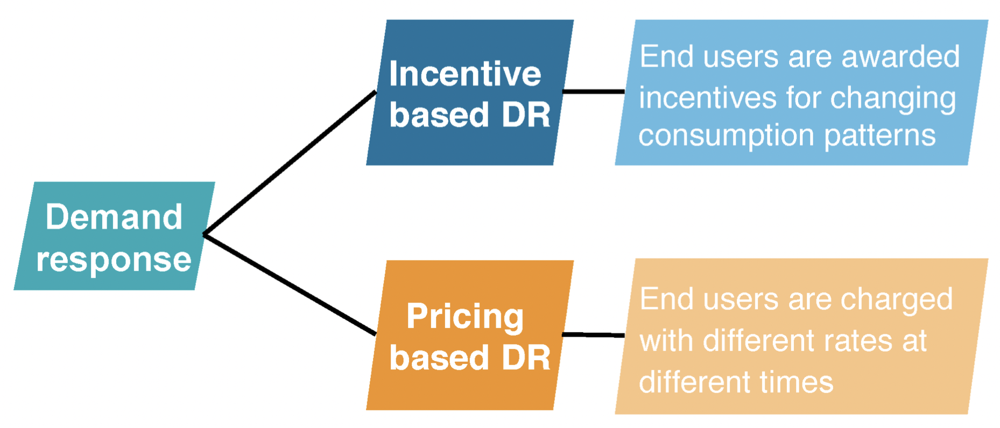 Demand
response
Incentive
based DR
End users are awarded
incentives for changing
consumption patterns
Pricing
based DR
End users are charged
with different rates at
different times